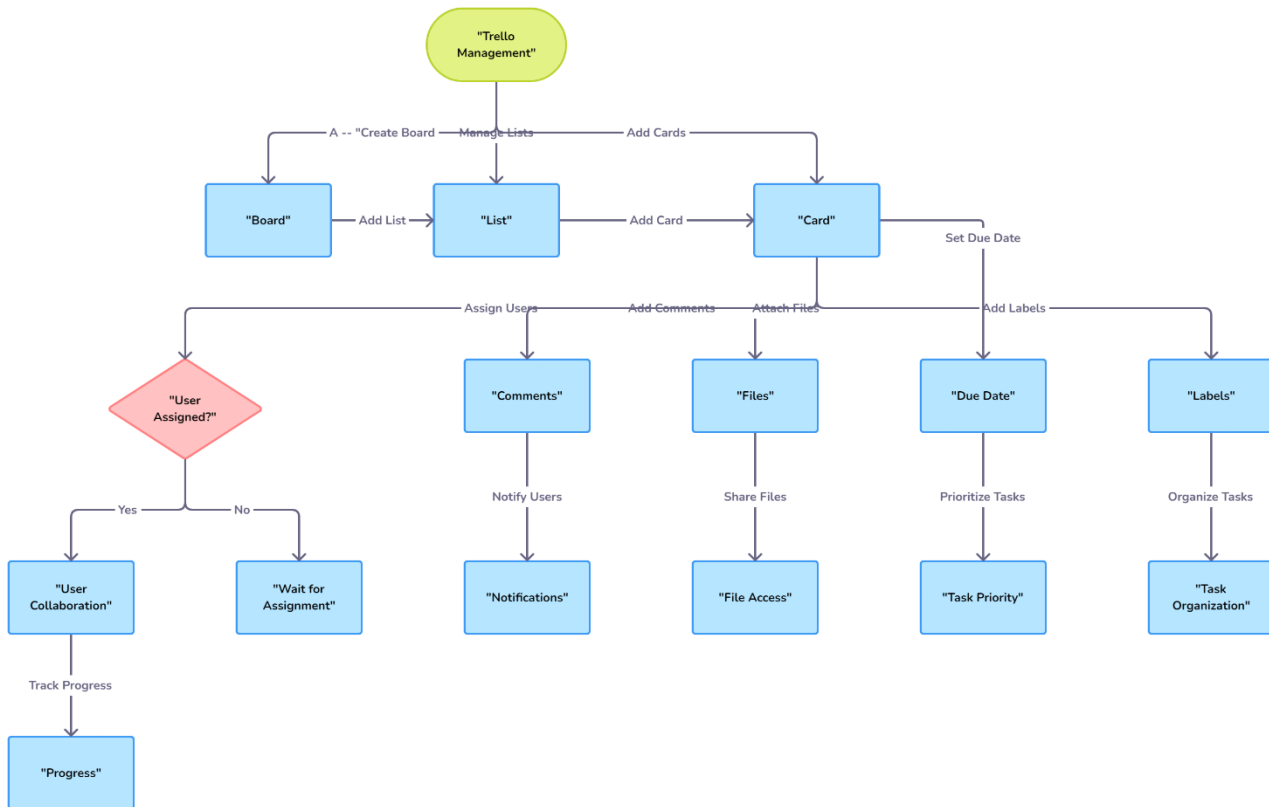 "Trello
Management"
A -- "Create Board
Manage Lists
Add Cards
"Board"
Add List
"List"
Add Card
"Card"
Set Due Date
Assign Users
Add Comments
Attach Files
Add Labels
"User
Assigned?"
"Comments"
"Files"
"Due Date"
"Labels"
Yes
No
Notify Users
Share Files
Prioritize Tasks
Organize Tasks
"User
Collaboration"
"Wait for
Assignment"
"Notifications"
"File Access"
"Task Priority"
"Task
Organization"
Track Progress
"Progress"